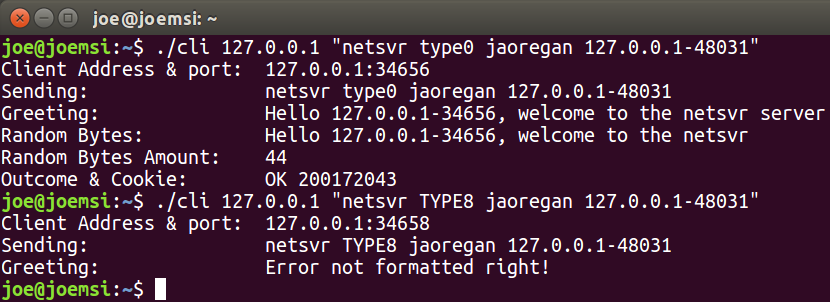 joe@joemsi: ~
joe@joemsi:~$ ./cli 127.0.0.1 "netsvr type0 jaoregan 127.0.0.1-48031"
Client Address & port:  127.0.0.1:34656
Sending:                netsvr type0 jaoregan 127.0.0.1-48031
Greeting:               Hello 127.0.0.1-34656, welcome to the netsvr server
Random Bytes:           Hello 127.0.0.1-34656, welcome to the netsvr
Random Bytes Amount:    44
Outcome & Cookie:       OK 200172043
joe@joemsi:~$ ./cli 127.0.0.1 "netsvr TYPE8 jaoregan 127.0.0.1-48031"
Client Address & port:  127.0.0.1:34658
Sending:                netsvr TYPE8 jaoregan 127.0.0.1-48031
Greeting:               Error not formatted right!
joe@joemsi:~$